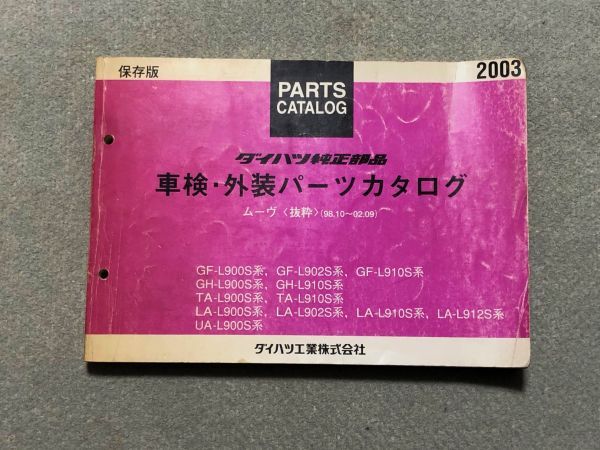 保存版
2003
PARTS
CATALOG
ダイハツ純正部品
車検・外装パーツカタログ
ムーヴ〈抜粋〉(98.10～02.09)
GF-L900S系、GF-L902S系、GF-L910S系
GH-L900S系、GH-L910S系
TA-L900S系、TA-L910S系
LA-L900S系、LA-L902S系、LA-L910S系、LA-L912S系
UA-L900S系
ダイハツ工業株式会社